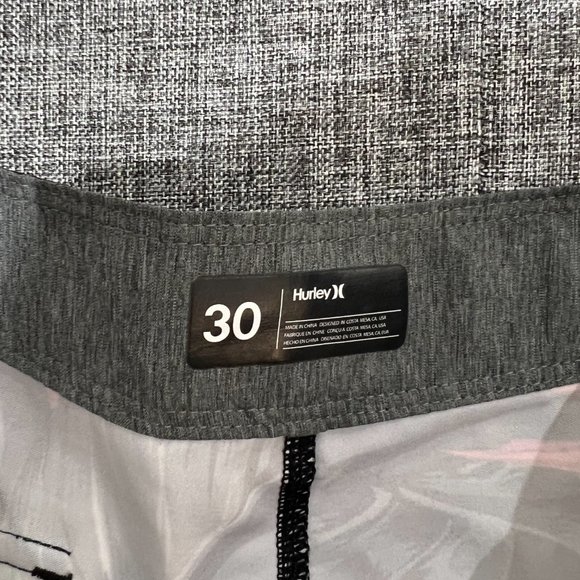 30
Hurley
MADE IN CHINA DESIGNED IN COSTA MESA, CA, USA
FABRIQUÉ EN CHINE CONÇU À COSTA MESA, CA, USA
HECHO EN CHINA DISEÑADO EN COSTA MESA, CA, EUA